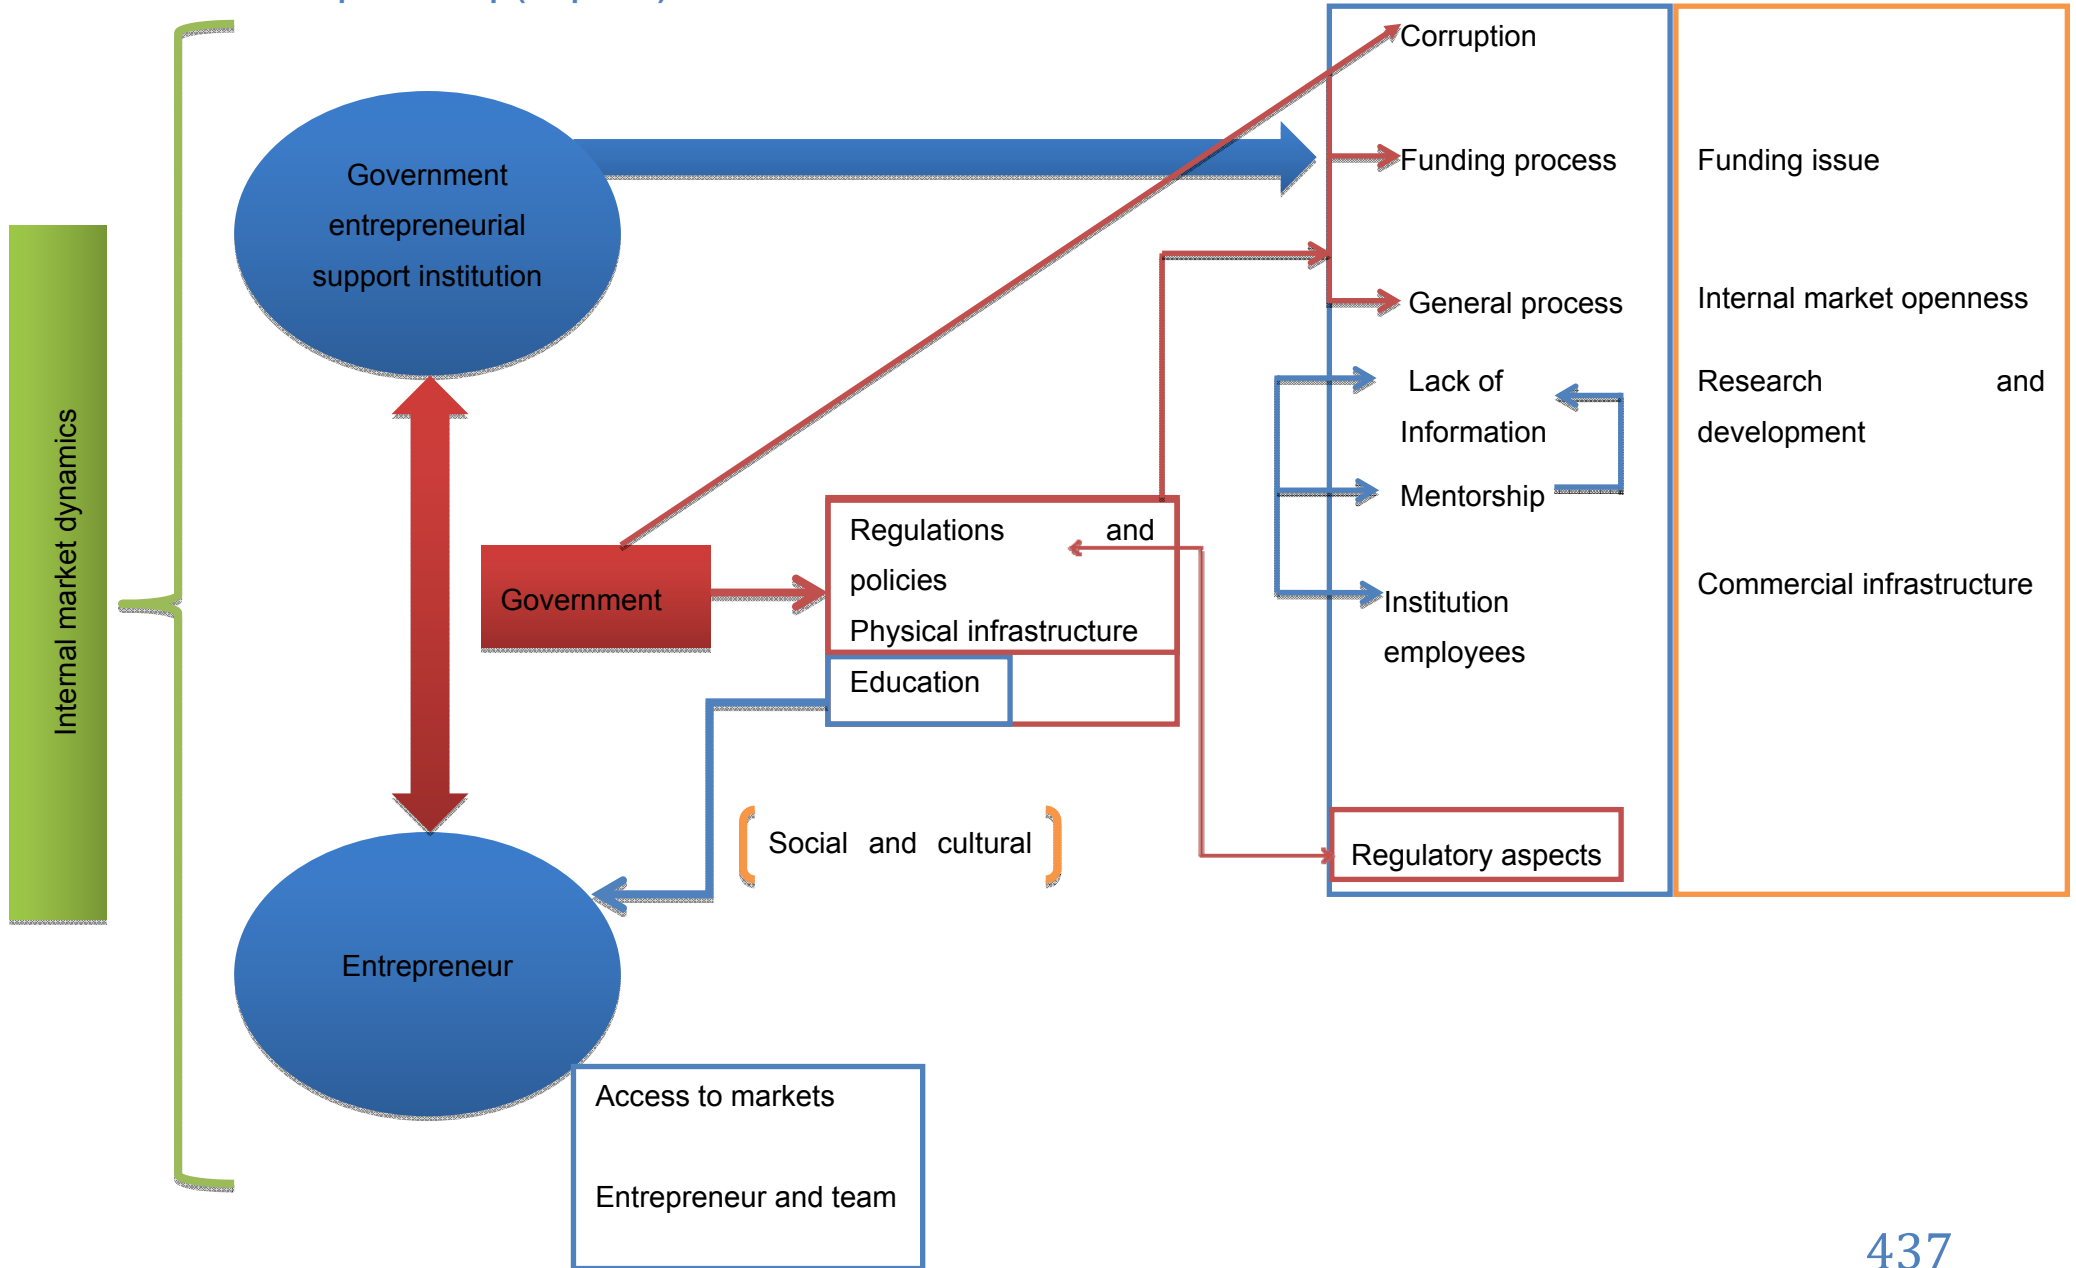 Corruption
Government
entrepreneurial
support institution
Funding process
Funding issue
General process
Internal market openness
Lack of
Information
Research and
development
Mentorship
Internal market dynamics
Government
Regulations and
policies
Physical infrastructure
Education
Institution
employees
Commercial infrastructure
Social and cultural
Regulatory aspects
Entrepreneur
Access to markets
Entrepreneur and team
437